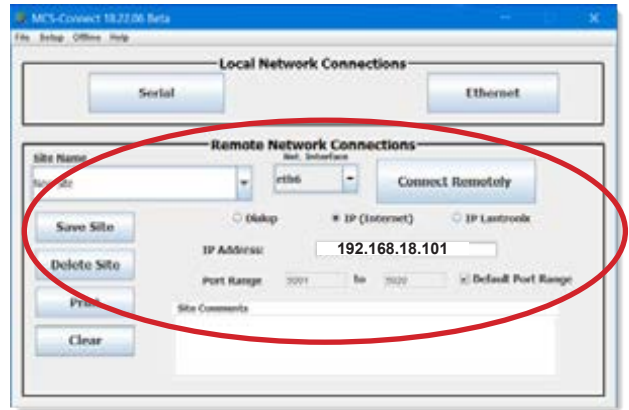 MCS-Connect 18.22.06 Beta
File Setup Offline Help
Local Network Connections
Serial
Ethernet
Remote Network Connections
Site Name
Net. Interface
eth6
Connect Remotely
Save Site
Dialup
IP (Internet)
IP Lantronix
IP Address:
192.168.18.101
Delete Site
Port Range
5001
to
5020
Default Port Range
Print
Site Comments
Clear